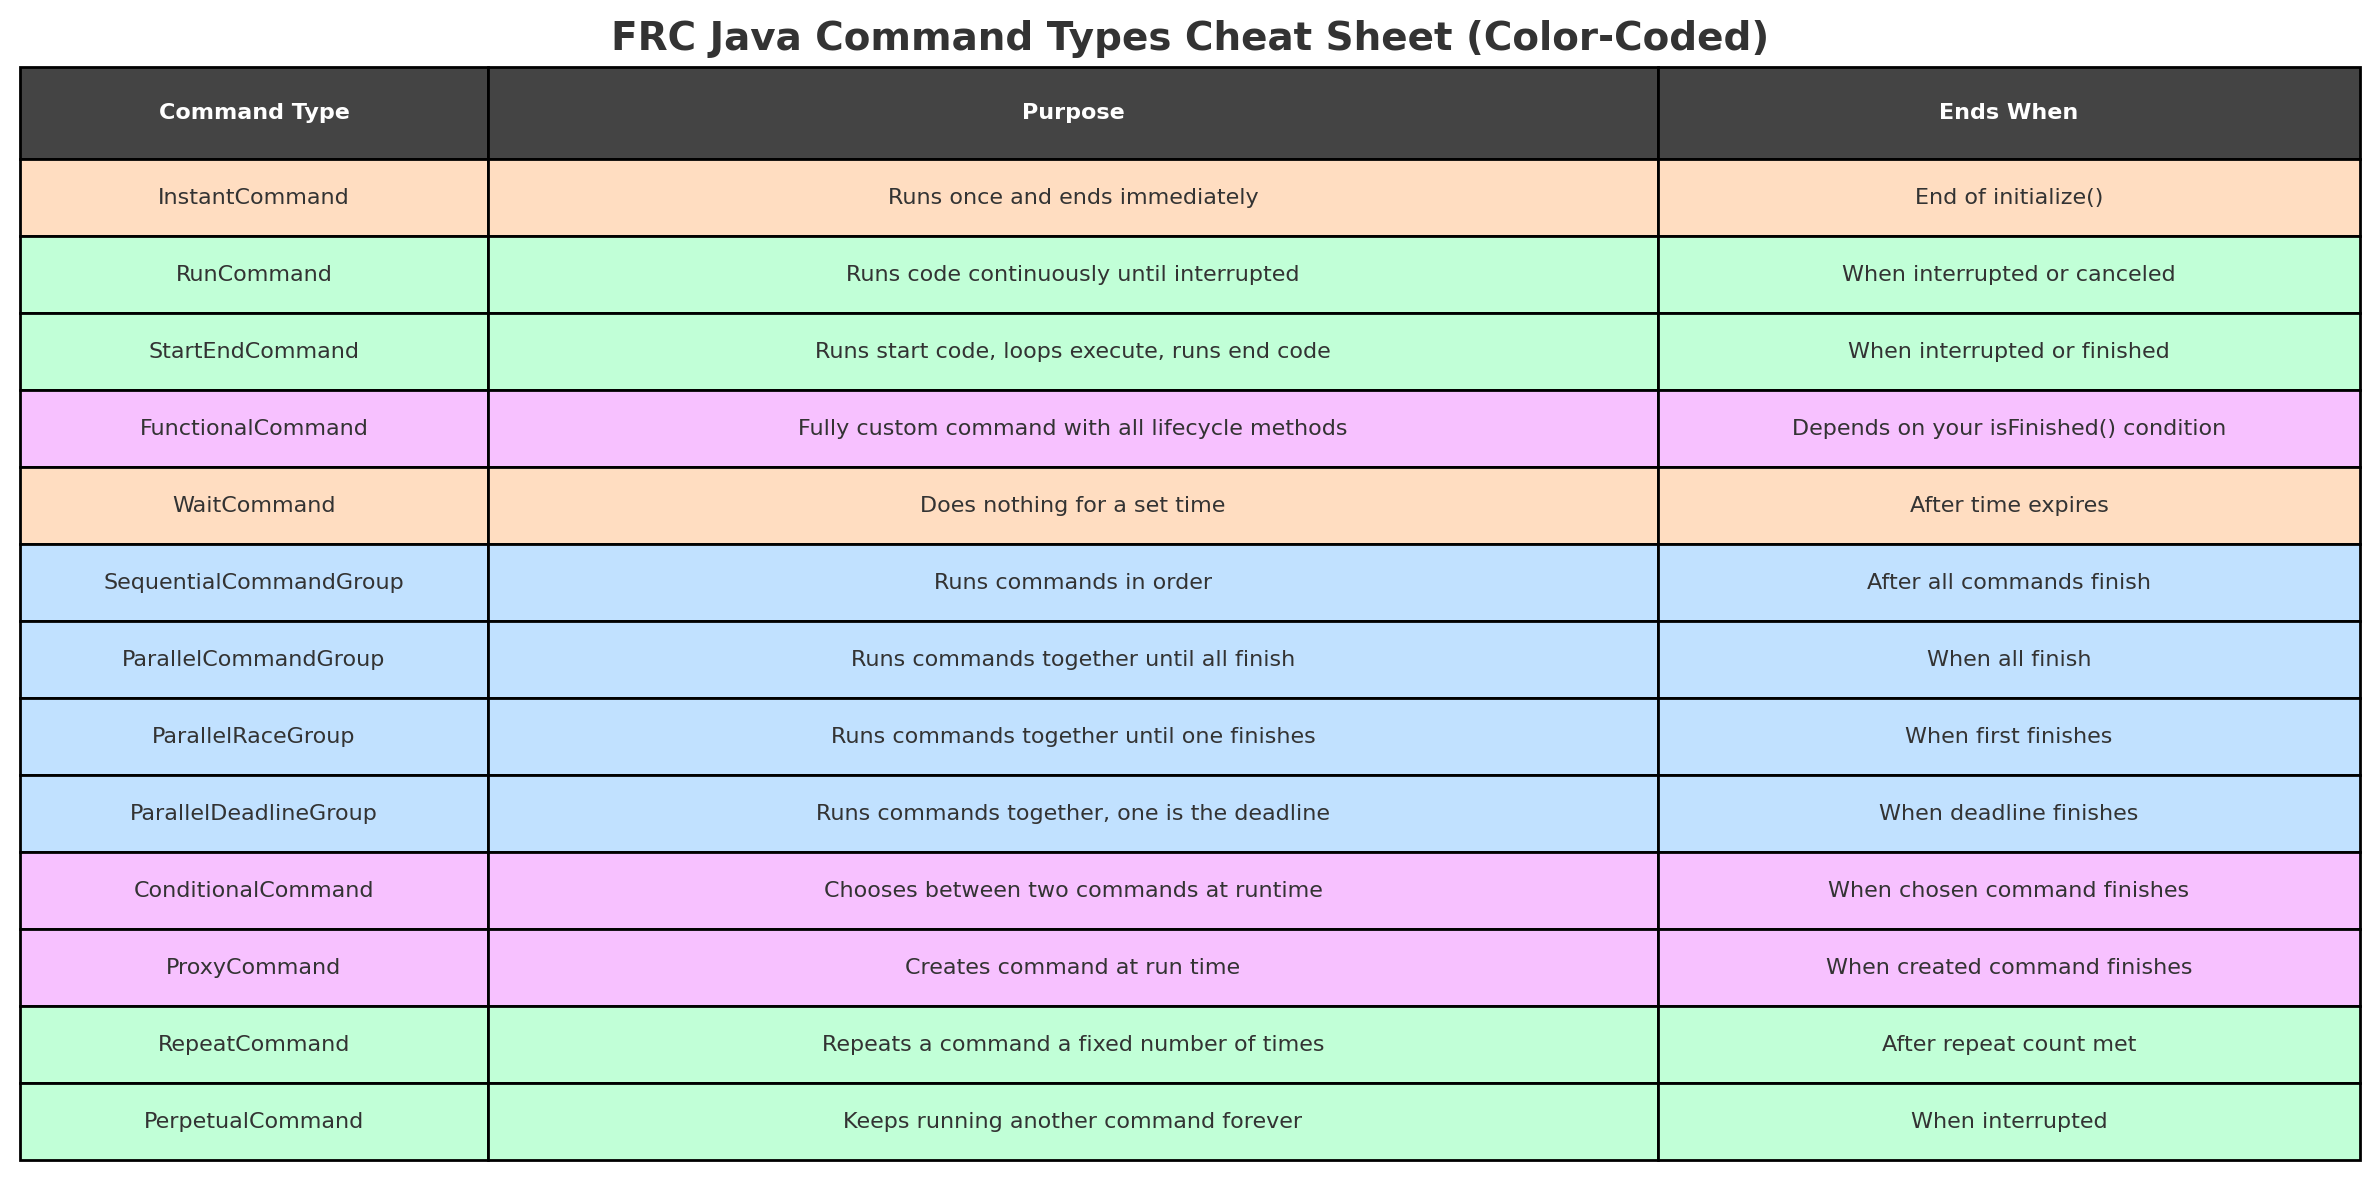 FRC Java Command Types Cheat Sheet (Color-Coded)
Command Type Purpose Ends When
InstantCommand Runs once and ends immediately End of initialize()
RunCommand Runs code continuously until interrupted When interrupted or canceled
StartEndCommand Runs start code, loops execute, runs end code When interrupted or finished
FunctionalCommand Fully custom command with all lifecycle methods Depends on your isFinished() condition
WaitCommand Does nothing for a set time After time expires
SequentialCommandGroup Runs commands in order After all commands finish
ParallelCommandGroup Runs commands together until all finish When all finish
ParallelRaceGroup Runs commands together until one finishes When first finishes
ParallelDeadlineGroup Runs commands together, one is the deadline When deadline finishes
ConditionalCommand Chooses between two commands at runtime When chosen command finishes
ProxyCommand Creates command at run time When created command finishes
RepeatCommand Repeats a command a fixed number of times After repeat count met
PerpetualCommand Keeps running another command forever When interrupted